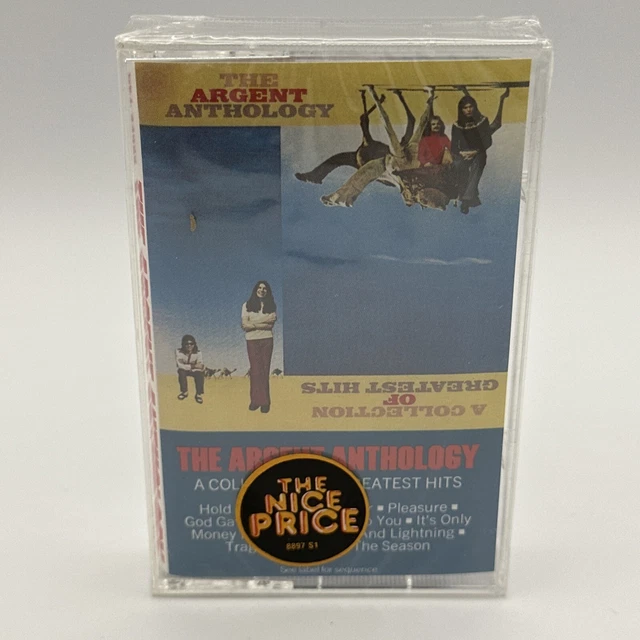 THE
ARGENT
ANTHOLOGY
A COLLECTION
OF
GREATEST HITS
THE ARGENT ANTHOLOGY
A COLL EATEST HITS
Hold ▪ Pleasure ▪
God Ga o You ▪ It's Only
Money And Lightning ▪
Trap The Season
See label for sequence
THE
NICE
PRICE
8897 S1